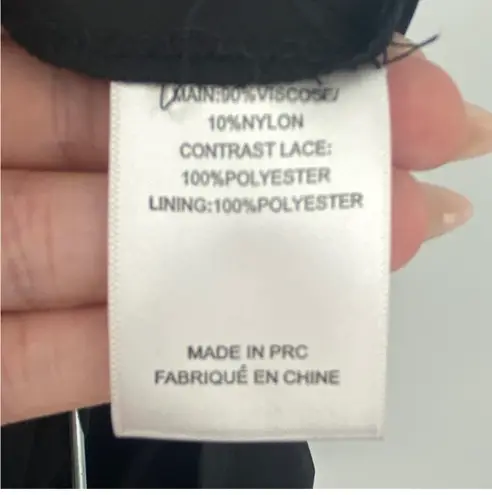 MAIN:90%VISCOSE/
10%NYLON
CONTRAST LACE:
100%POLYESTER
LINING:100%POLYESTER
MADE IN PRC
FABRIQUÉ EN CHINE